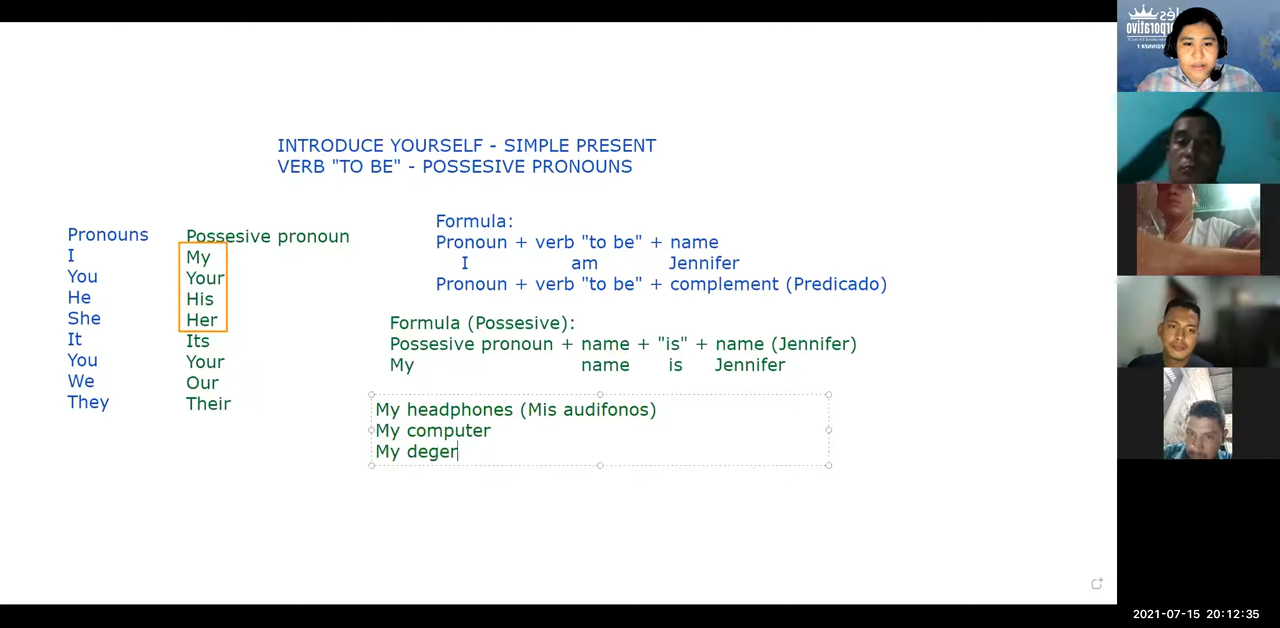 INTRODUCE YOURSELF - SIMPLE PRESENT
VERB "TO BE" - POSSESIVE PRONOUNS
Pronouns
I
You
He
She
It
You
We
They
Possesive pronoun
My
Your
His
Her
Its
Your
Our
Their
Formula:
Pronoun + verb "to be" + name
I am Jennifer
Pronoun + verb "to be" + complement (Predicado)
Formula (Possesive):
Possesive pronoun + name + "is" + name (Jennifer)
My name is Jennifer
My headphones (Mis audifonos)
My computer
My deger
2021-07-15 20:12:35